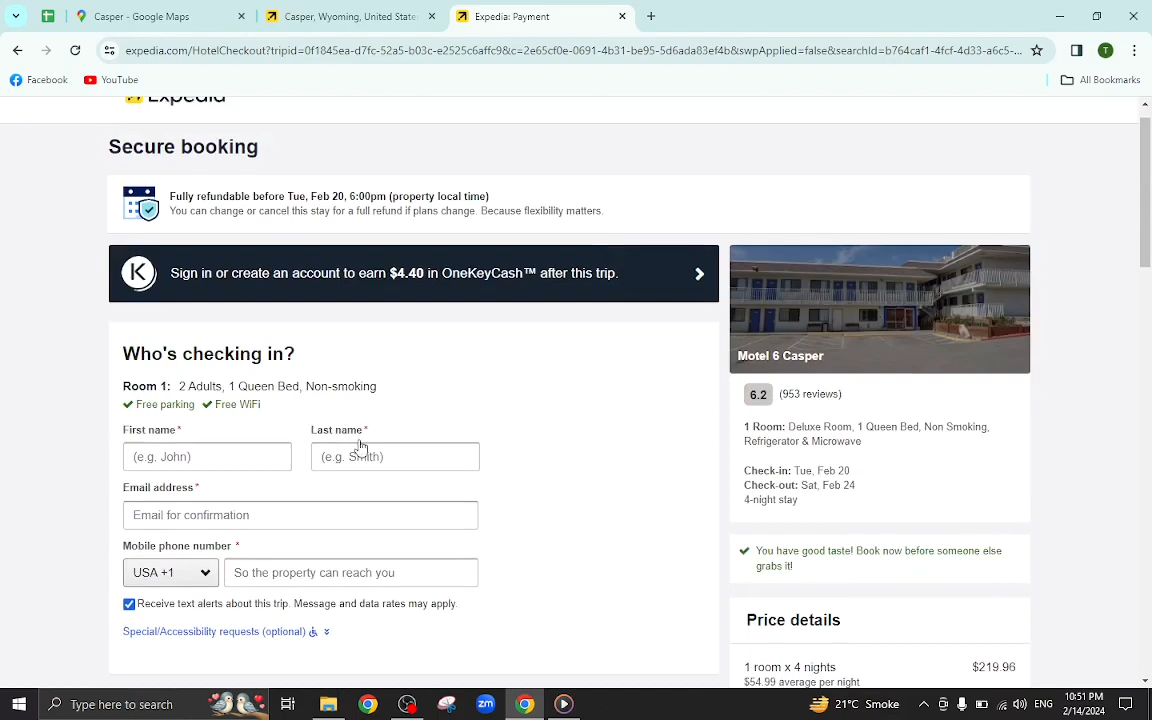 Casper - Google Maps
Casper, Wyoming, United State
Expedia: Payment
expedia.com/HotelCheckout?tripid=0f1845ea-d7fc-52a5-b03c-e2525c6affc9&c=2e65cf0e-0691-4b31-be95-5d6ada83ef4b&swpApplied=false&searchId=b764caf1-4fcf-4d33-a6c5-...
T
Facebook
YouTube
All Bookmarks
Expedia
Secure booking
Fully refundable before Tue, Feb 20, 6:00pm (property local time)
You can change or cancel this stay for a full refund if plans change. Because flexibility matters.
K
Sign in or create an account to earn $4.40 in OneKeyCash™ after this trip.
Motel 6 Casper
Who's checking in?
Room 1: 2 Adults, 1 Queen Bed, Non-smoking
Free parking Free WiFi
First name*
Last name*
(e.g. John)
(e.g. Smith)
Email address*
Email for confirmation
Mobile phone number *
USA +1
So the property can reach you
Receive text alerts about this trip. Message and data rates may apply.
Special/Accessibility requests (optional)
6.2 (953 reviews)
1 Room: Deluxe Room, 1 Queen Bed, Non Smoking,
Refrigerator & Microwave
Check-in: Tue, Feb 20
Check-out: Sat, Feb 24
4-night stay
You have good taste! Book now before someone else
grabs it!
Price details
1 room x 4 nights $219.96
$54.99 average per night
Type here to search
zm
21°C Smoke
ENG
10:51 PM
2/14/2024